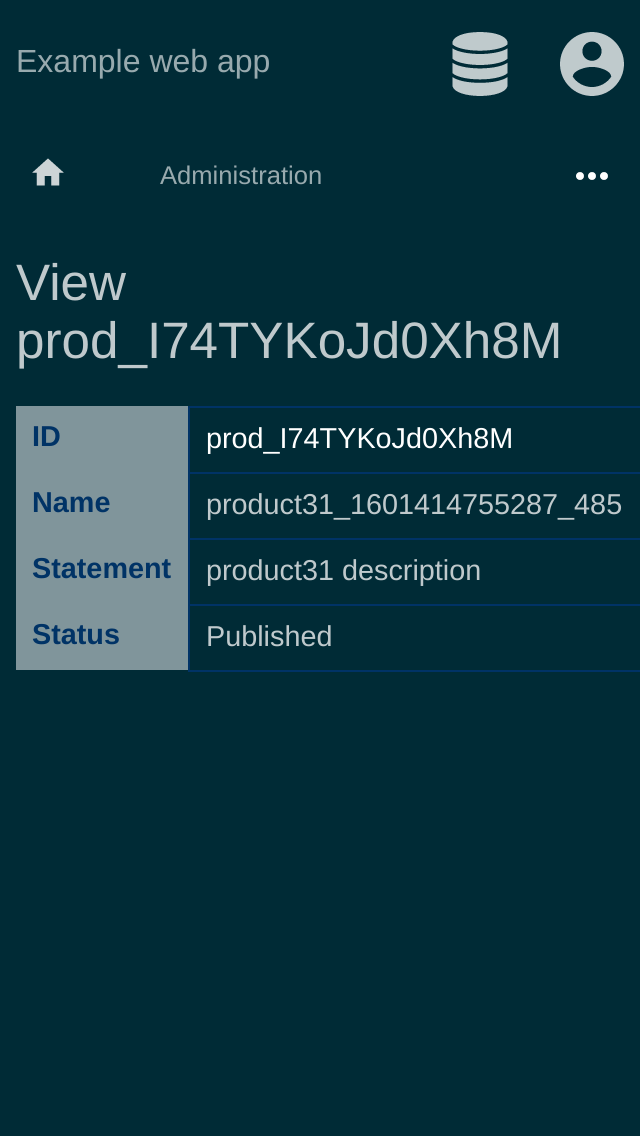 Example web app
Administration
View
prod_I74TYKoJd0Xh8M
ID prod_I74TYKoJd0Xh8M
Name product31_1601414755287_485
Statement product31 description
Status Published